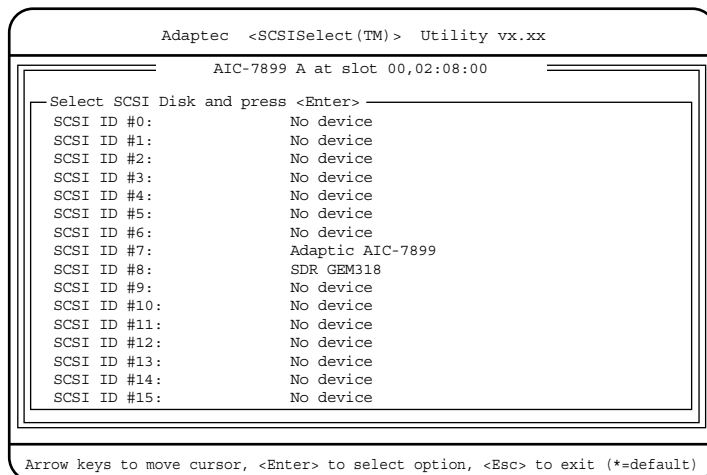 Adaptec <SCSISelect(TM)> Utility vx.xx
AIC-7899 A at slot 00,02:08:00
Select SCSI Disk and press <Enter>
SCSI ID #0: No device
SCSI ID #1: No device
SCSI ID #2: No device
SCSI ID #3: No device
SCSI ID #4: No device
SCSI ID #5: No device
SCSI ID #6: No device
SCSI ID #7: Adaptic AIC-7899
SCSI ID #8: SDR GEM318
SCSI ID #9: No device
SCSI ID #10: No device
SCSI ID #11: No device
SCSI ID #12: No device
SCSI ID #13: No device
SCSI ID #14: No device
SCSI ID #15: No device
Arrow keys to move cursor, <Enter> to select option, <Esc> to exit (*=default)